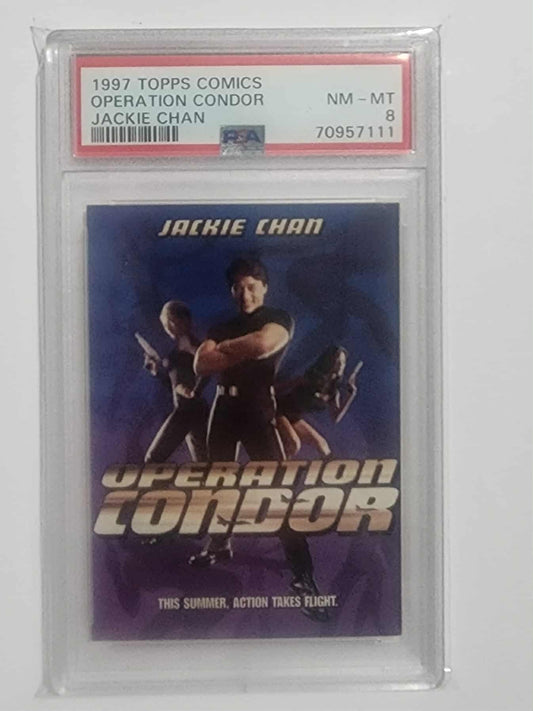 1997 TOPPS COMICS
OPERATION CONDOR
JACKIE CHAN
NM - MT
8
70957111
PSA
JACKIE CHAN
OPERATION
CONDOR
THIS SUMMER, ACTION TAKES FLIGHT.